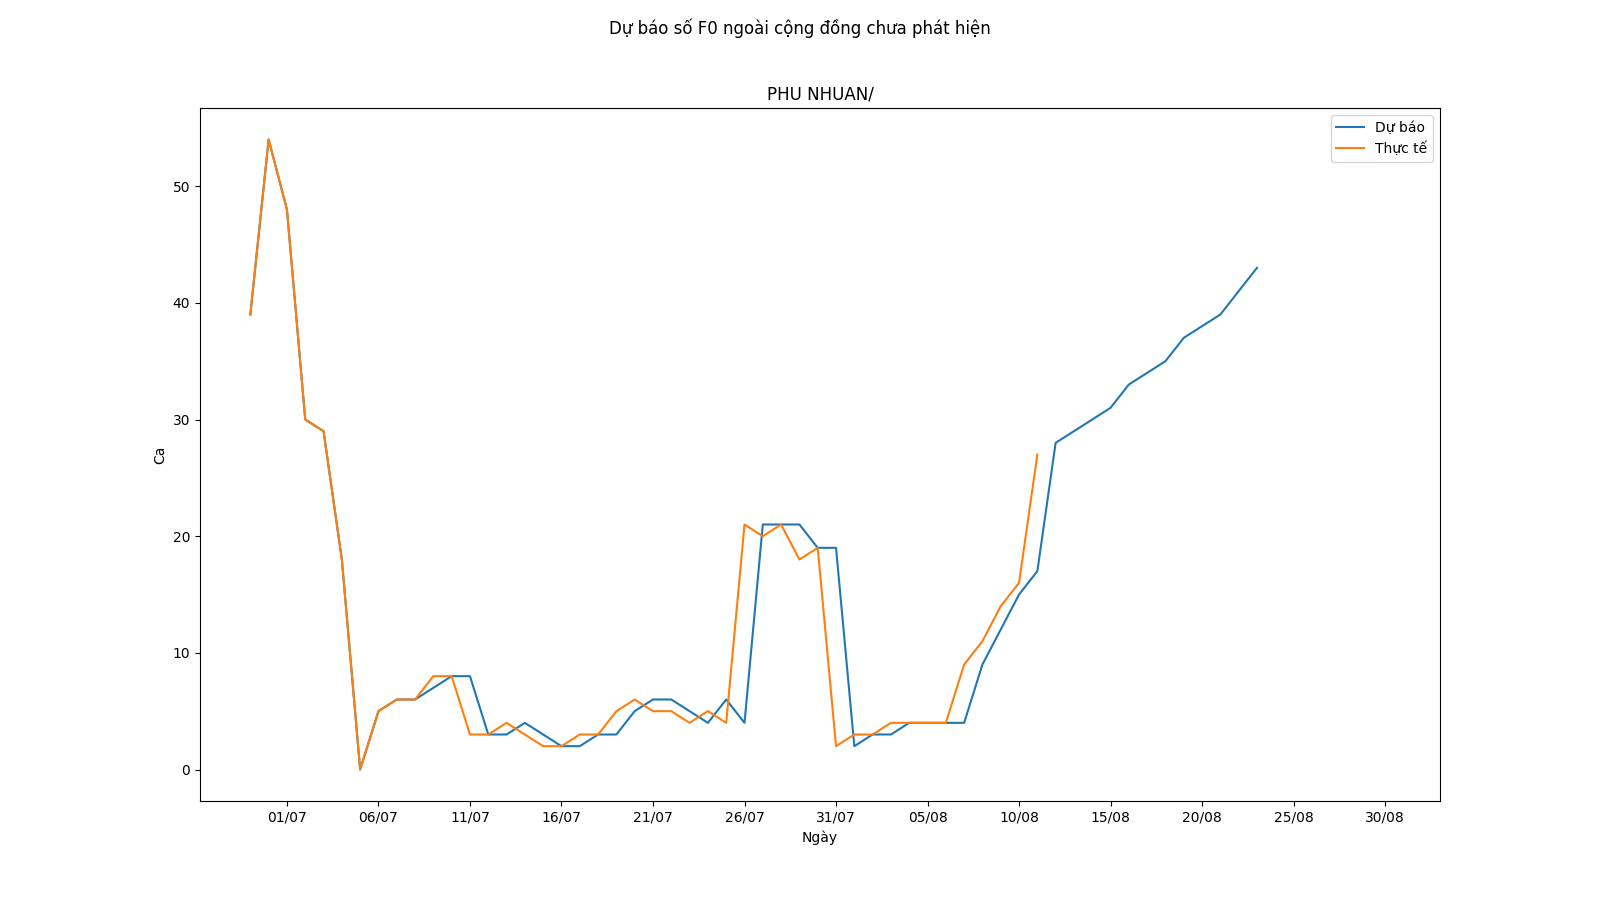 Dự báo số F0 ngoài cộng đồng chưa phát hiện
PHU NHUAN/
Dự báo
Thực tế
50
40
30
20
10
0
Ca
01/07 06/07 11/07 16/07 21/07 26/07 31/07 05/08 10/08 15/08 20/08 25/08 30/08
Ngày